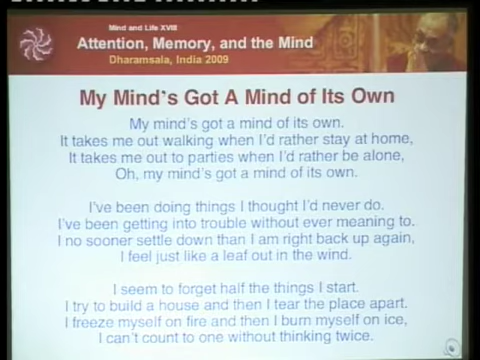 Mind and Life XVIII
Attention, Memory, and the Mind
Dharamsala, India 2009
My Mind's Got A Mind of Its Own
My mind's got a mind of its own.
It takes me out walking when I'd rather stay at home,
It takes me out to parties when I'd rather be alone,
Oh, my mind's got a mind of its own.
I've been doing things I thought I'd never do.
I've been getting into trouble without ever meaning to.
I no sooner settle down than I am right back up again,
I feel just like a leaf out in the wind.
I seem to forget half the things I start.
I try to build a house and then I tear the place apart.
I freeze myself on fire and then I burn myself on ice,
I can't count to one without thinking twice.